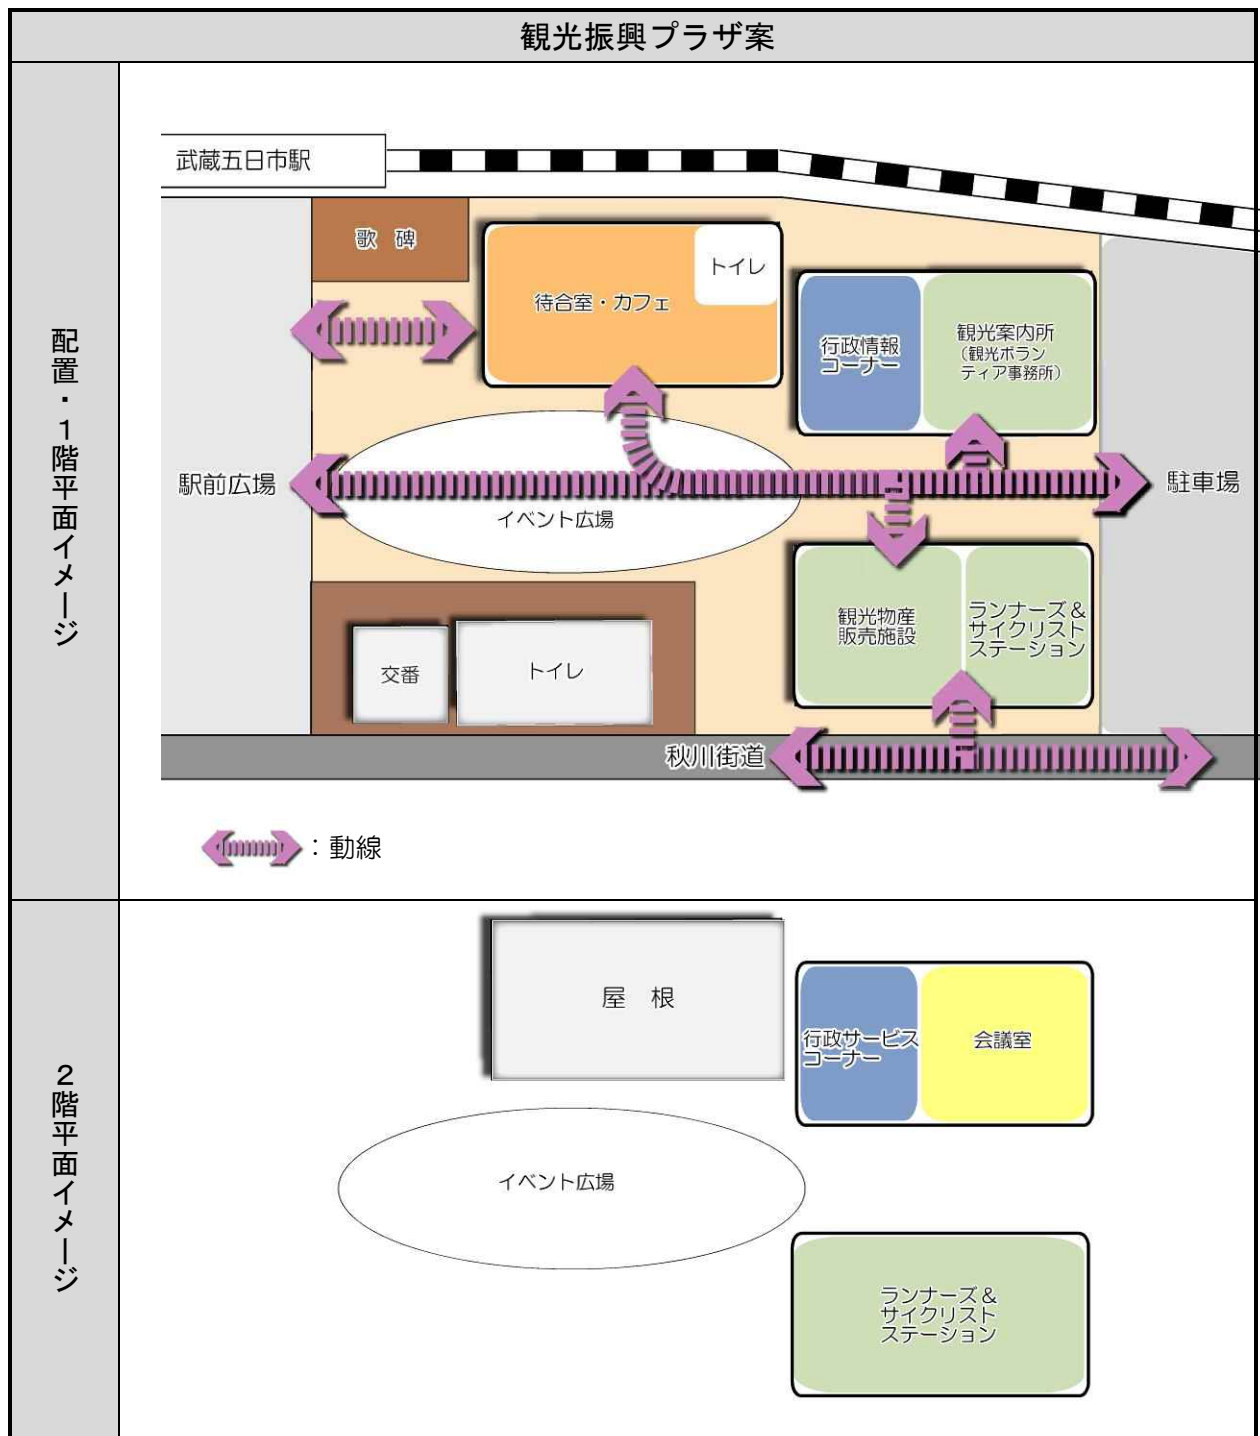 観光振興プラザ案
配置・1階平面イメージ
武蔵五日市駅
歌 碑
トイレ
待合室・カフェ
行政情報
コーナー
観光案内所
（観光ボラン
ティア事務所）
駅前広場
駐車場
イベント広場
観光物産
販売施設
ランナーズ＆
サイクリスト
ステーション
交番
トイレ
秋川街道
：動線
2階平面イメージ
屋 根
行政サービス
コーナー
会議室
イベント広場
ランナーズ＆
サイクリスト
ステーション